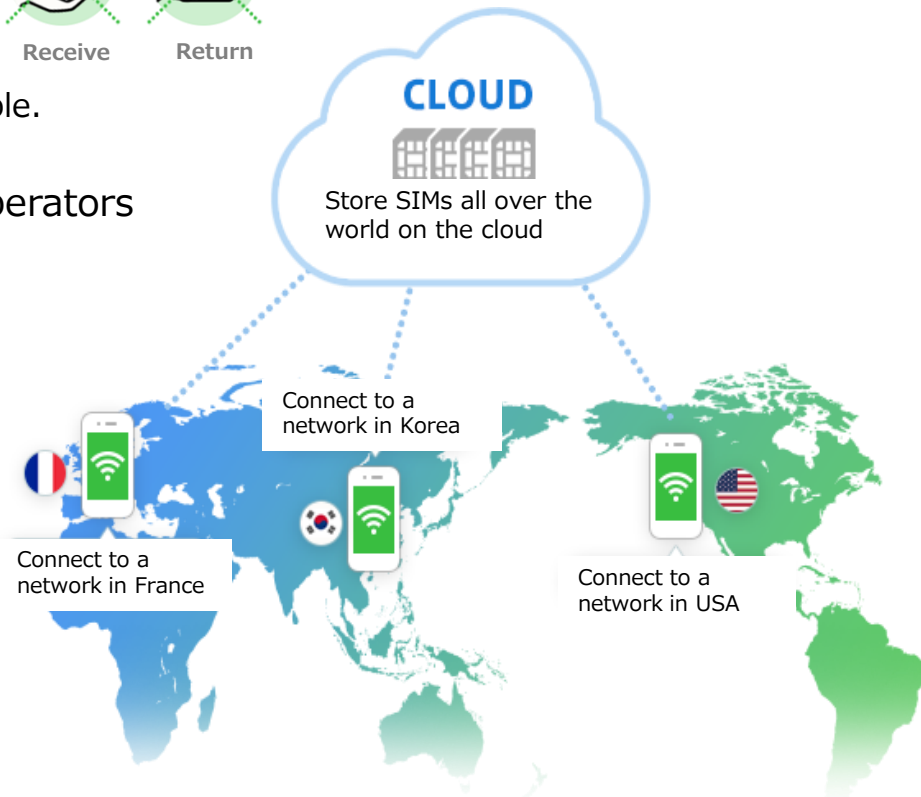 Receive
Return
ble.
perators
CLOUD
Store SIMs all over the
world on the cloud
Connect to a
network in Korea
Connect to a
network in France
Connect to a
network in USA